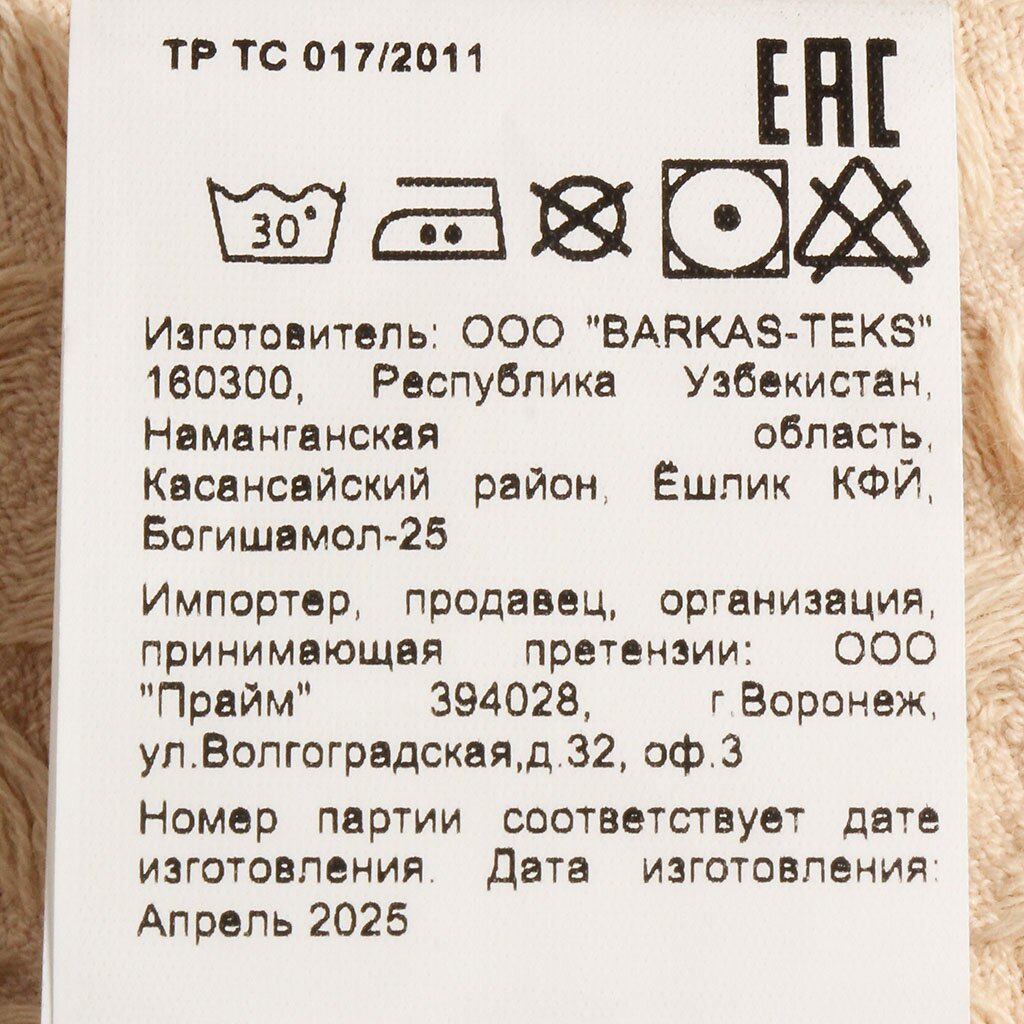 ТР ТС 017/2011
EAC
30°
Изготовитель: ООО "BARKAS-TEKS"
160300, Республика Узбекистан,
Наманганская область,
Касансайский район, Ёшлик КФЙ,
Богишамол-25
Импортер, продавец, организация,
принимающая претензии: ООО
"Прайм" 394028, г.Воронеж,
ул.Волгоградская,д.32, оф.3
Номер партии соответствует дате
изготовления. Дата изготовления:
Апрель 2025